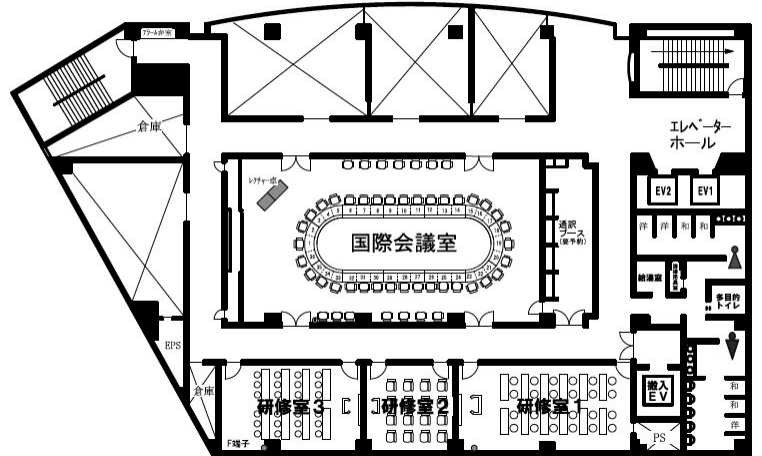 アラーム弁室
倉庫
エレベーター
ホール
EV2
EV1
レクチャー卓
国際会議室
通訳
ブース
(要予約)
洋
洋
和
和
給湯室
多目的
トイレ
EPS
倉庫
研修室3
研修室2
研修室1
搬入
EV
和
和
洋
F端子
PS